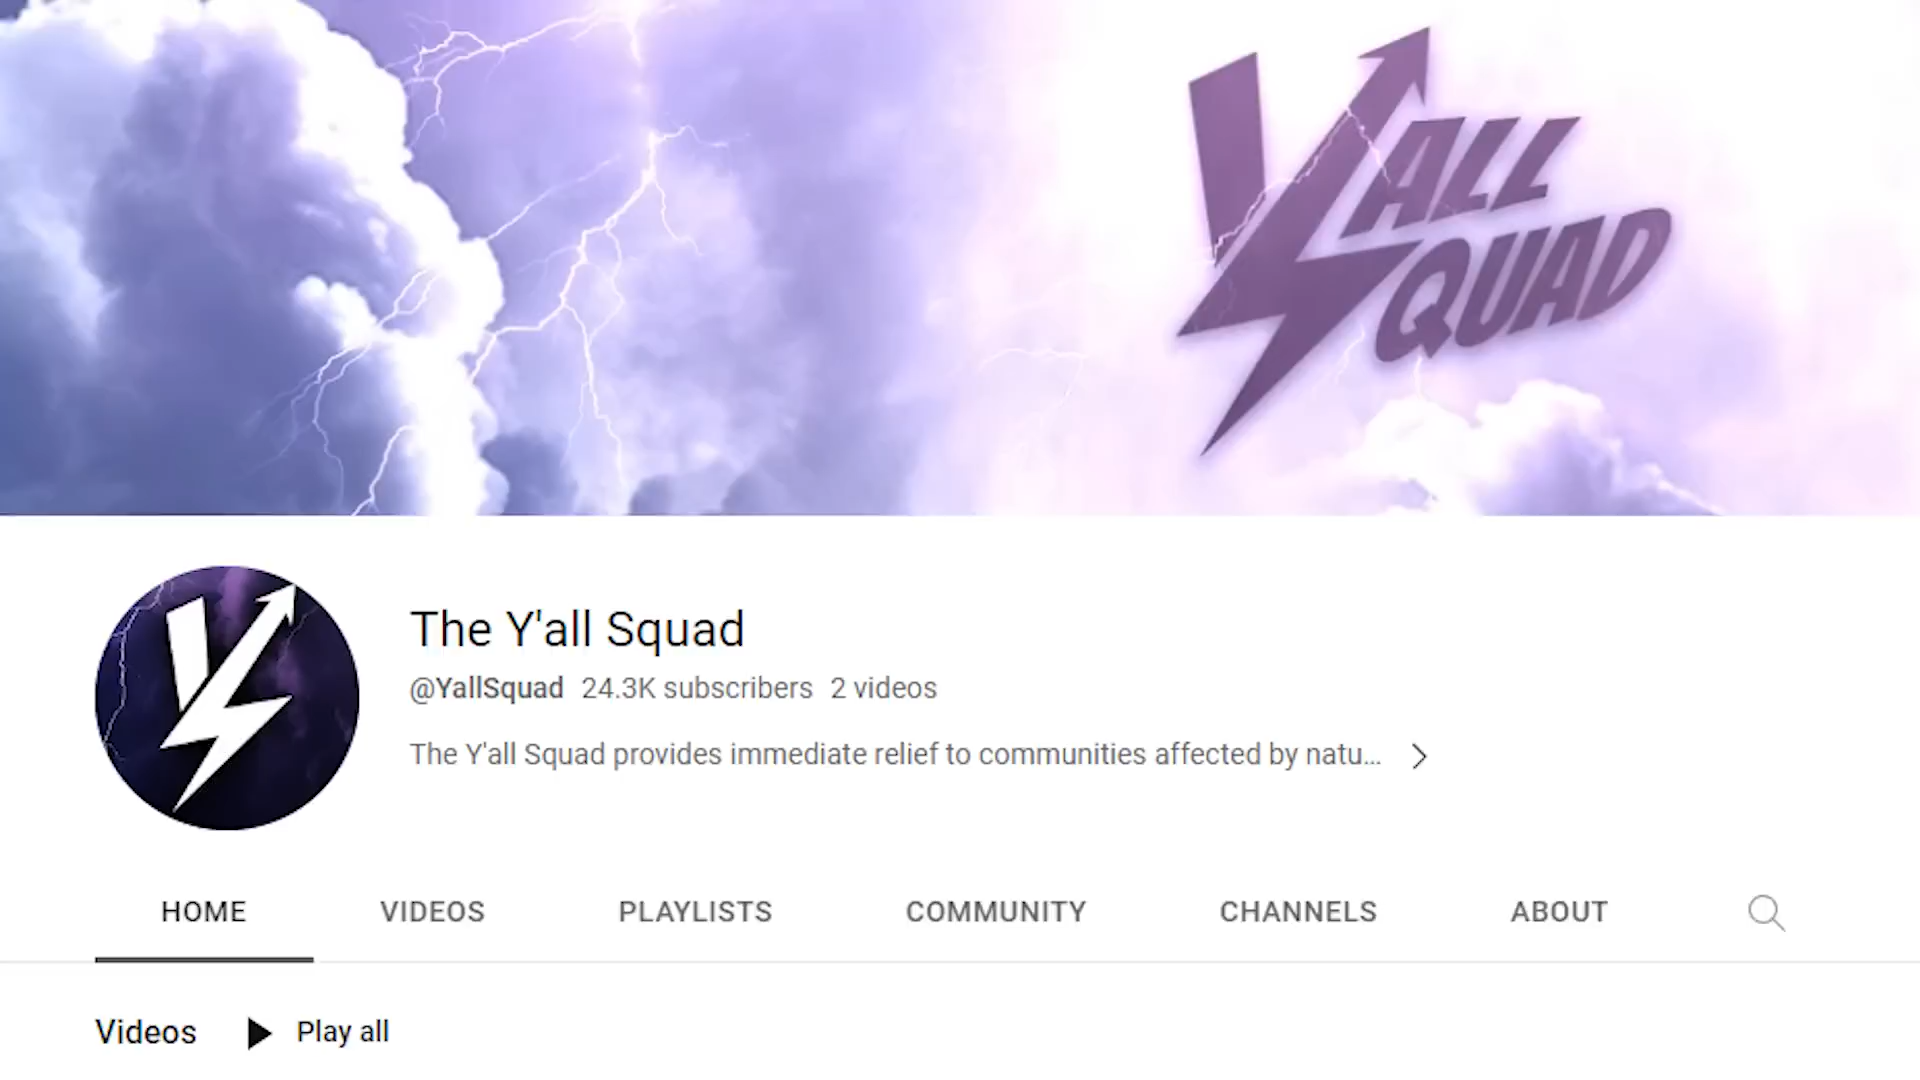 Y'ALL
SQUAD
The Y'all Squad
@YallSquad 24.3K subscribers 2 videos
The Y'all Squad provides immediate relief to communities affected by natu...
HOME VIDEOS PLAYLISTS COMMUNITY CHANNELS ABOUT
Videos Play all